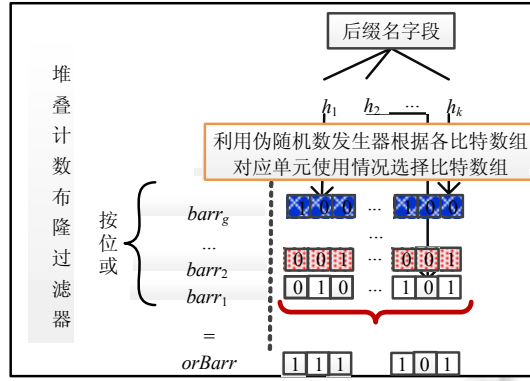 后缀名字段
h1 h2 ... hk
利用伪随机数发生器根据各比特数组
对应单元使用情况选择比特数组
堆叠计数布隆过滤器
按位或
barrg 1 0 0 ... 1 0 0
... ...
barr2 0 0 1 ... 0 0 1
barr1 0 1 0 ... 1 0 1
=
orBarr 1 1 1 1 0 1